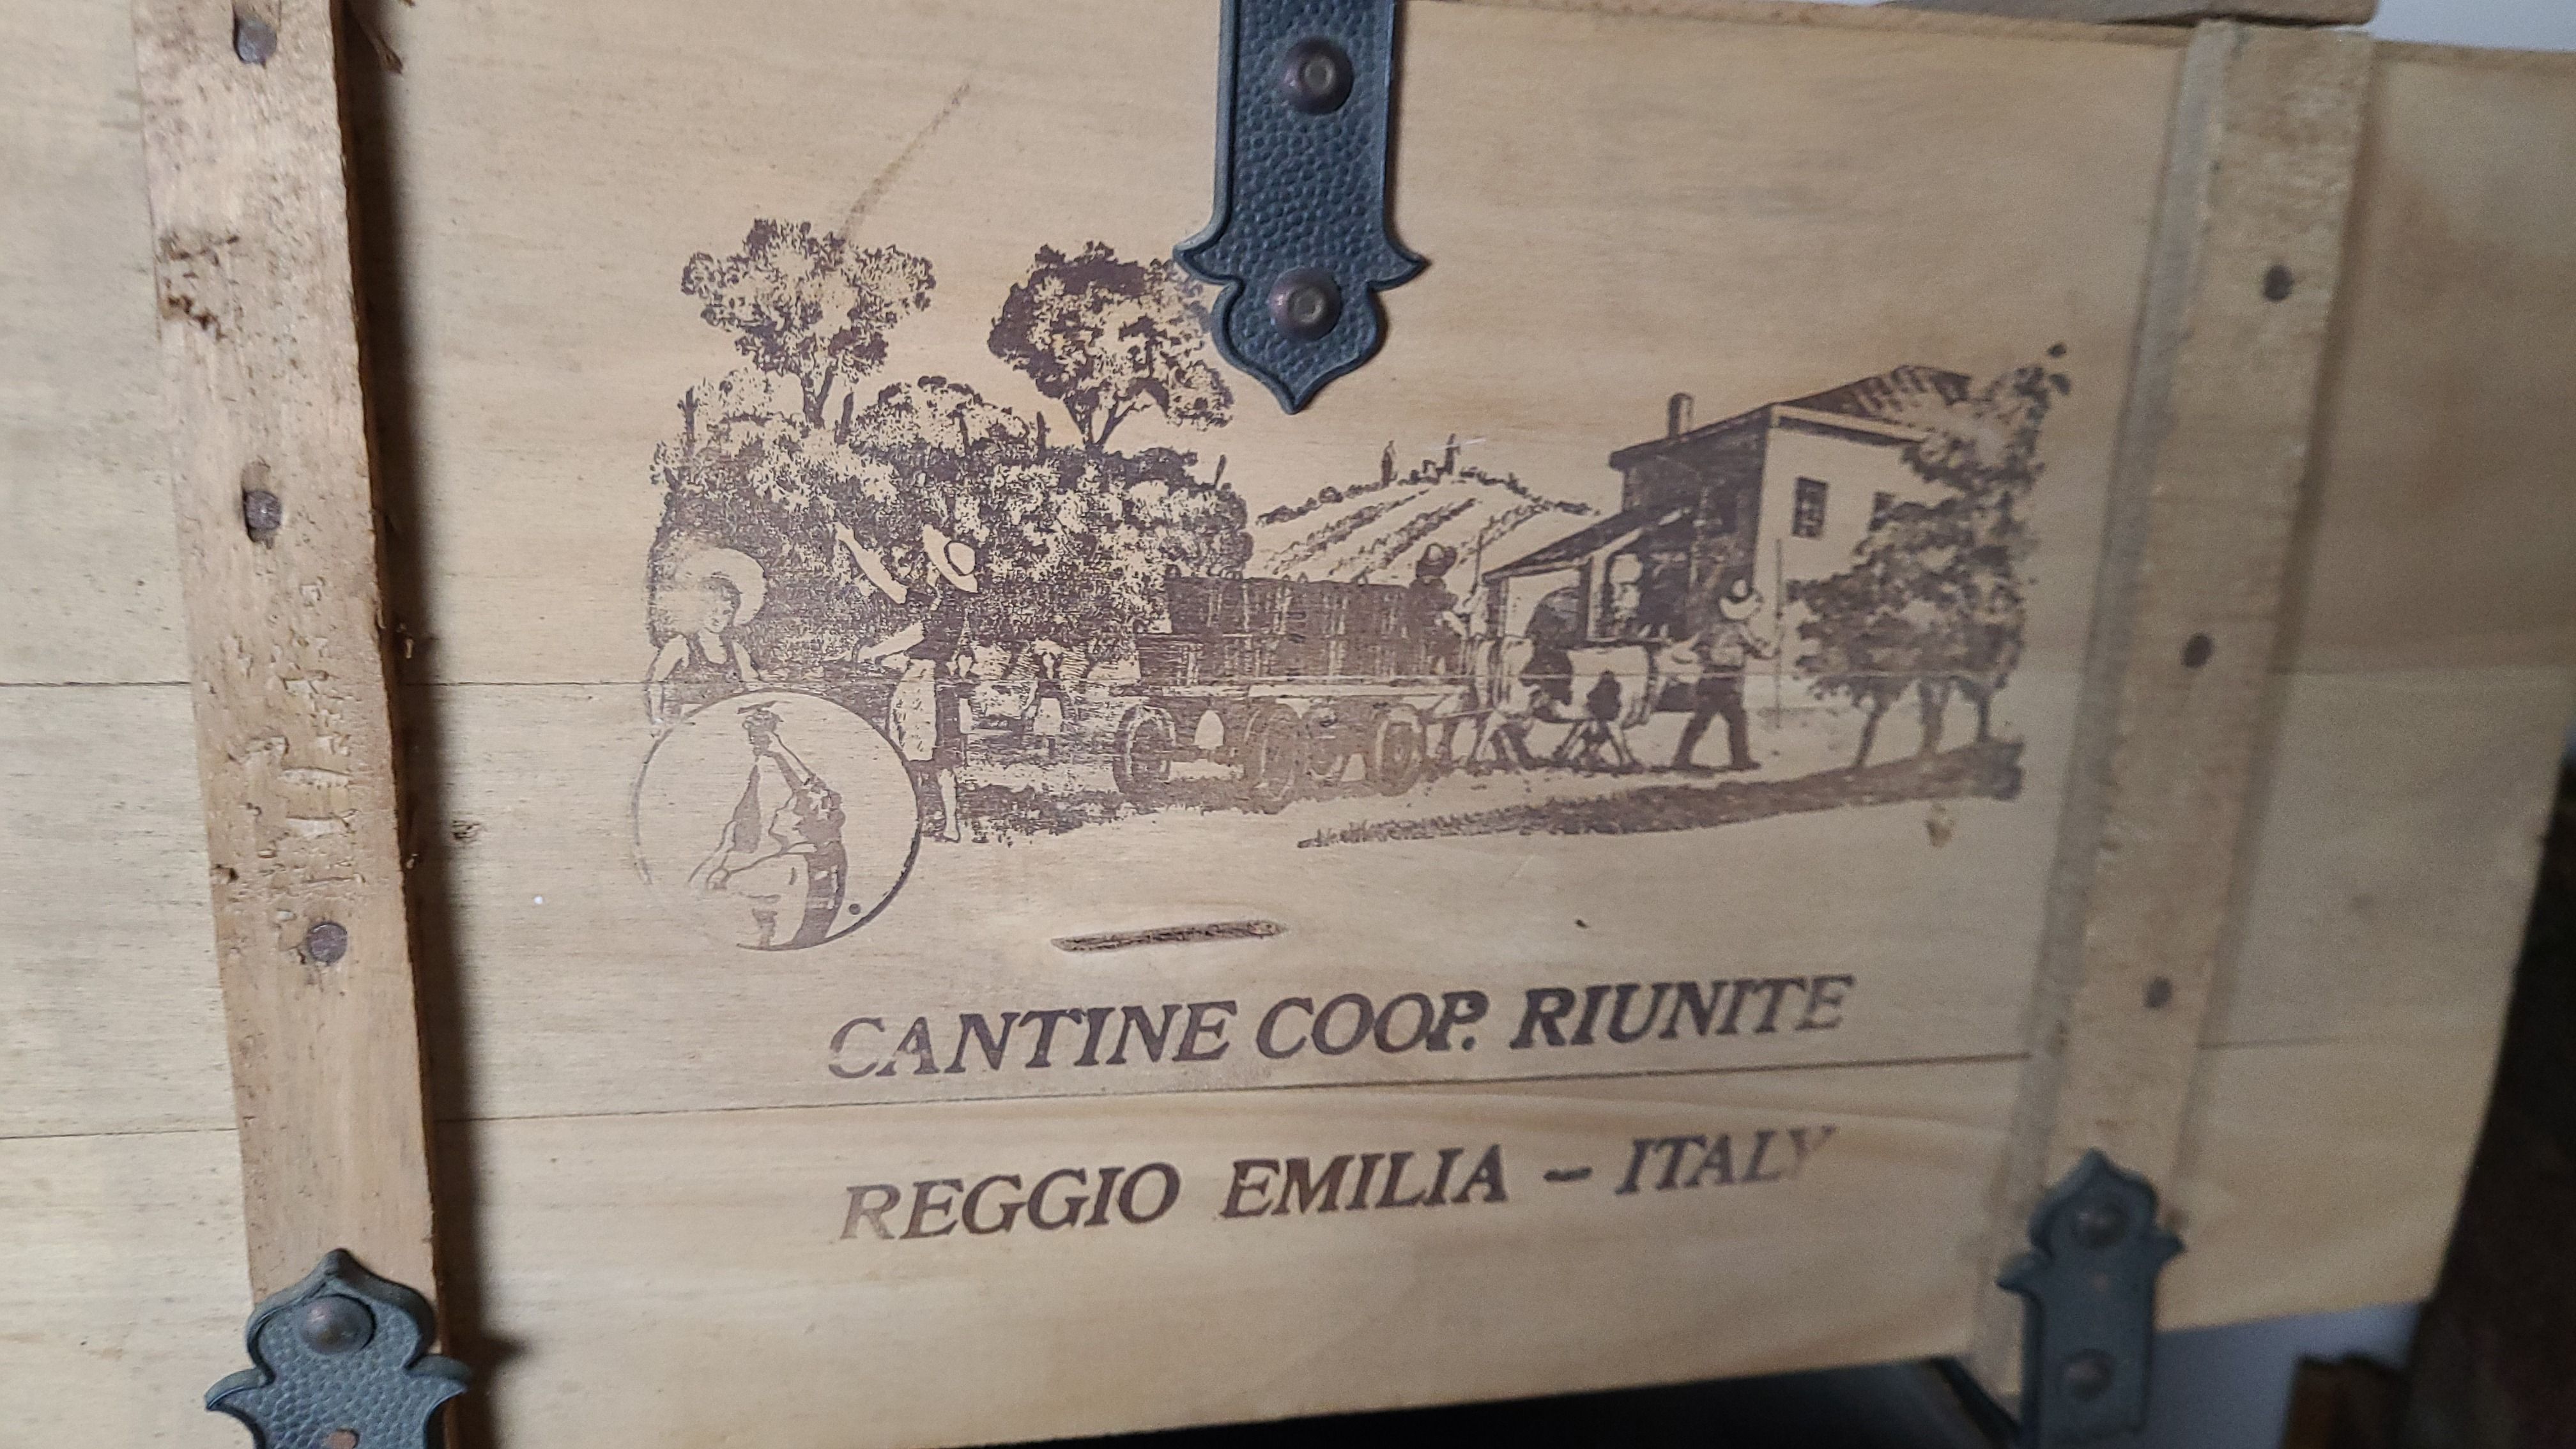 CANTINE COOP. RIUNITE
REGGIO EMILIA – ITALY